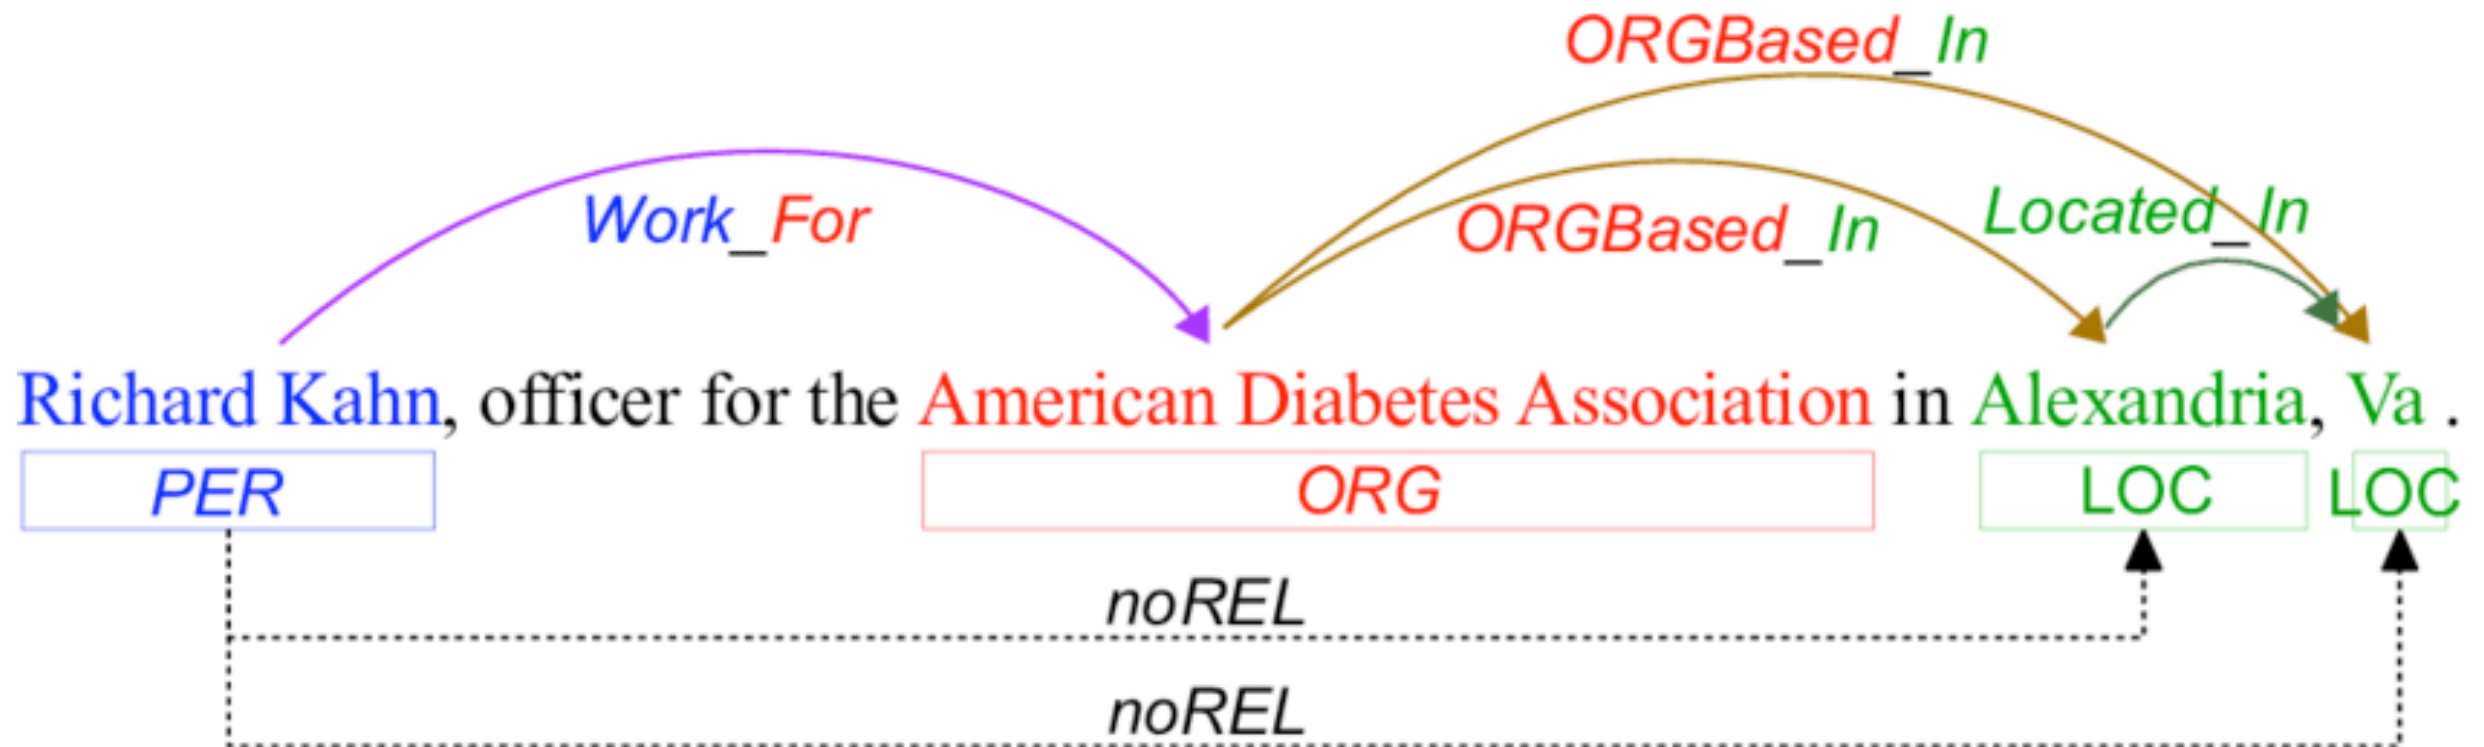 ORGBased_In
Work_For
ORGBased_In
Located_In
Richard Kahn, officer for the American Diabetes Association in Alexandria, Va .
PER ORG LOC LOC
noREL
noREL